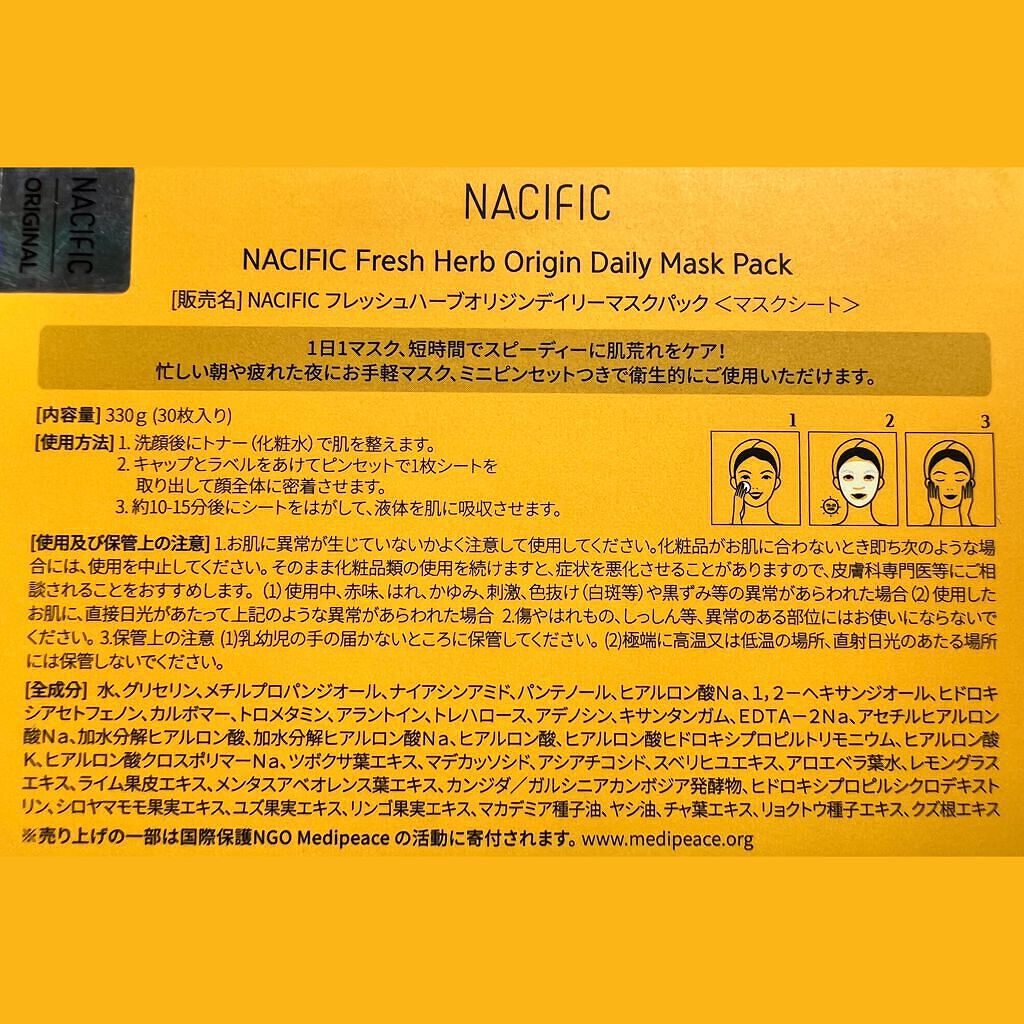 NACIFIC
ORIGINAL
NACIFIC
NACIFIC Fresh Herb Origin Daily Mask Pack
[販売名] NACIFIC フレッシュハーブオリジンデイリーマスクパック <マスクシート>
1日1マスク、短時間でスピーディーに肌荒れをケア!
忙しい朝や疲れた夜にお手軽マスク、ミニピンセットつきで衛生的にご使用いただけます。
[内容量] 330g (30枚入り)
[使用方法] 1. 洗顔後にトナー (化粧水) で肌を整えます。
2. キャップとラベルをあけてピンセットで1枚シートを
取り出して顔全体に密着させます。
3. 約10-15分後にシートをはがして、液体を肌に吸収させます。
1 2 3
[使用及び保管上の注意] 1.お肌に異常が生じていないかよく注意して使用してください。化粧品がお肌に合わないとき即ち次のような場
合には、使用を中止してください。そのまま化粧品類の使用を続けますと、症状を悪化させることがありますので、皮膚科専門医等にご相
談されることをおすすめします。 (1) 使用中、赤味、はれ、かゆみ、刺激、色抜け (白斑等) や黒ずみ等の異常があらわれた場合 (2) 使用した
お肌に、直接日光があたって上記のような異常があらわれた場合 2.傷やはれもの、しっしん等、異常のある部位にはお使いにならないで
ください。3.保管上の注意 (1)乳幼児の手の届かないところに保管してください。 (2)極端に高温又は低温の場所、直射日光のあたる場所
には保管しないでください。
[全成分] 水、グリセリン、メチルプロパンジオール、ナイアシンアミド、パンテノール、ヒアルロン酸Na、1,2-ヘキサンジオール、ヒドロキ
シアセトフェノン、カルボマー、トロメタミン、アラントイン、トレハロース、アデノシン、キサンタンガム、EDTA-2Na、アセチルヒアルロン
酸Na、加水分解ヒアルロン酸、加水分解ヒアルロン酸Na、ヒアルロン酸、ヒアルロン酸ヒドロキシプロピルトリモニウム、ヒアルロン酸
K、ヒアルロン酸クロスポリマーNa、ツボクサ葉エキス、マデカッソシド、アシアチコシド、スベリヒユエキス、アロエベラ葉水、レモングラス
エキス、ライム果皮エキス、メンタスアベオレンス葉エキス、カンジダ/ガルシニアカンボジア発酵物、ヒドロキシプロピルシクロデキスト
リン、シロヤマモモ果実エキス、ユズ果実エキス、リンゴ果実エキス、マカデミア種子油、ヤシ油、チャ葉エキス、リョクトウ種子エキス、クズ根エキス
※売り上げの一部は国際保護NGO Medipeace の活動に寄付されます。www.medipeace.org